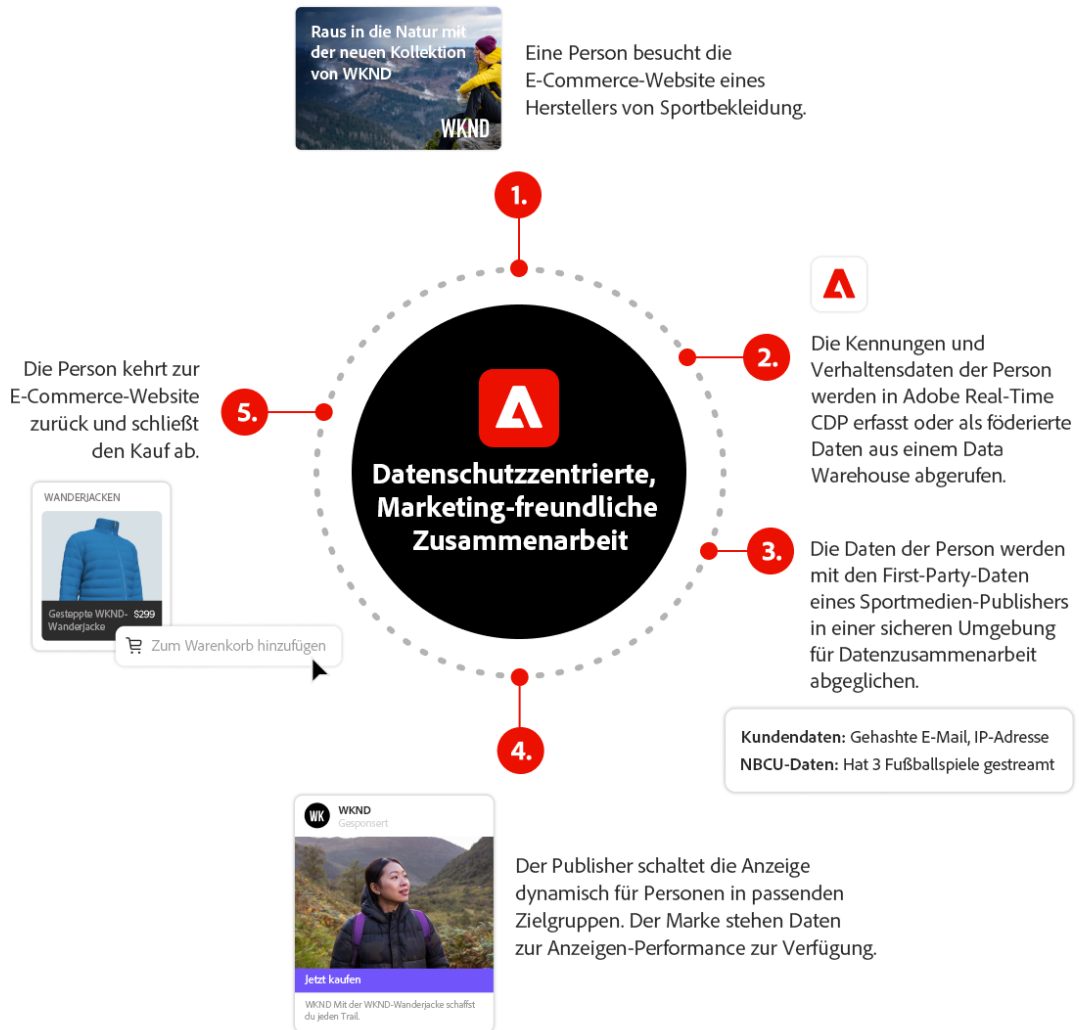 Raus in die Natur mit
der neuen Kollektion
von WKND
WKND
Eine Person besucht die
E-Commerce-Website eines
Herstellers von Sportbekleidung.
1.
2.
Die Kennungen und
Verhaltensdaten der Person
werden in Adobe Real-Time
CDP erfasst oder als föderierte
Daten aus einem Data
Warehouse abgerufen.
Datenschutzzentrierte,
Marketing-freundliche
Zusammenarbeit
3.
Die Daten der Person werden
mit den First-Party-Daten
eines Sportmedien-Publishers
in einer sicheren Umgebung
für Datenzusammenarbeit
abgeglichen.
Kundendaten: Gehashte E-Mail, IP-Adresse
NBCU-Daten: Hat 3 Fußballspiele gestreamt
4.
WK
WKND
Gesponsert
Jetzt kaufen
WKND Mit der WKND-Wanderjacke schaffst
du jeden Trail.
Der Publisher schaltet die Anzeige
dynamisch für Personen in passenden
Zielgruppen. Der Marke stehen Daten
zur Anzeigen-Performance zur Verfügung.
5.
Die Person kehrt zur
E-Commerce-Website
zurück und schließt
den Kauf ab.
WANDERJACKEN
Gesteppte WKND-
Wanderjacke
$299
Zum Warenkorb hinzufügen